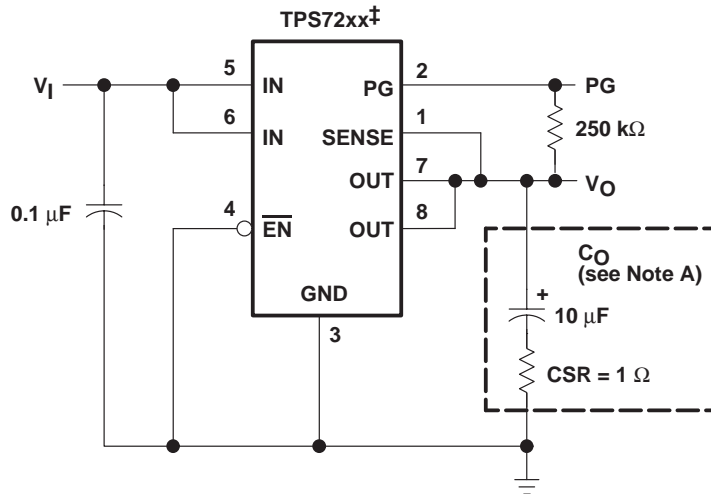 TPS72xx‡
VI
5
IN
PG
2
PG
6
IN
SENSE
1
250 kΩ
OUT
7
VO
0.1 μF
4
EN
OUT
8
CO
(see Note A)
GND
+
10 μF
3
CSR = 1 Ω